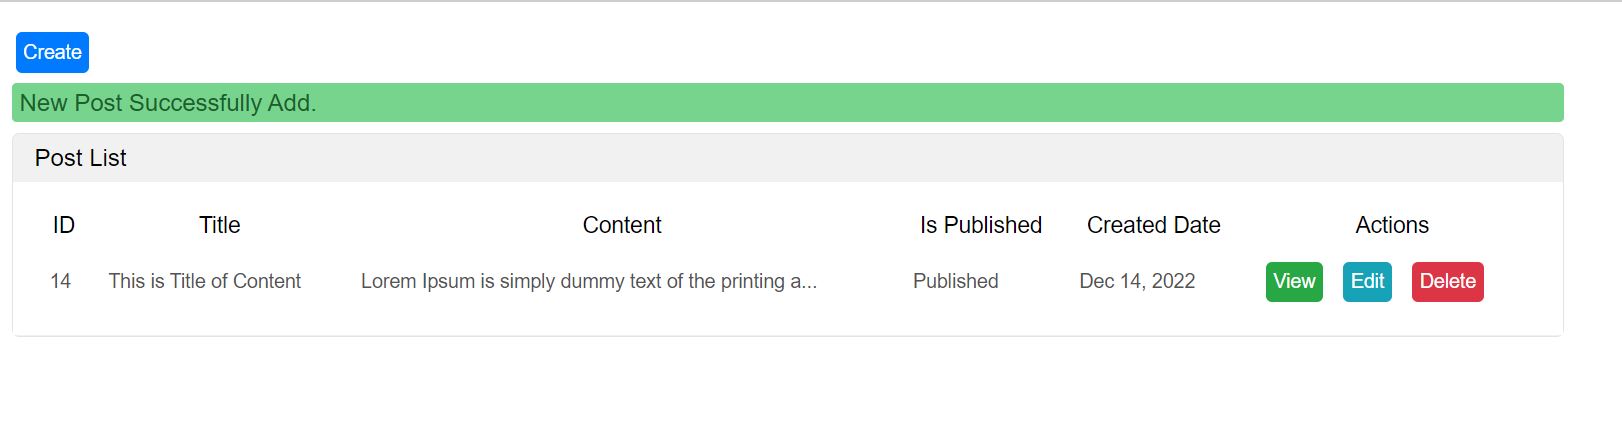 Create
New Post Successfully Add.
Post List
ID Title Content Is Published Created Date Actions
14 This is Title of Content Lorem Ipsum is simply dummy text of the printing a... Published Dec 14, 2022 View Edit Delete